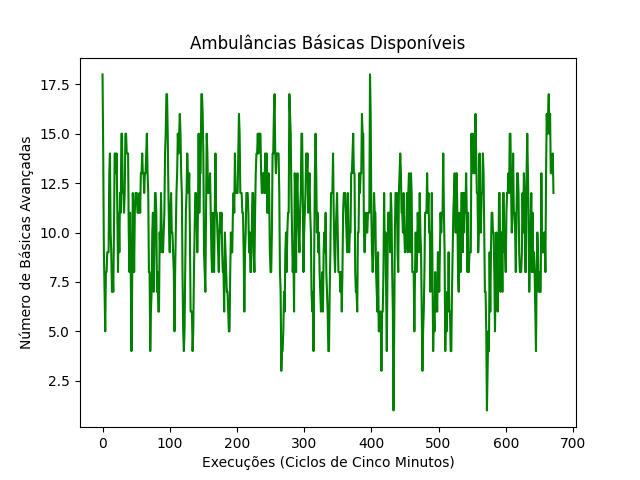 Ambulâncias Básicas Disponíveis
Número de Básicas Avançadas
17.5
15.0
12.5
10.0
7.5
5.0
2.5
0 100 200 300 400 500 600 700
Execuções (Ciclos de Cinco Minutos)